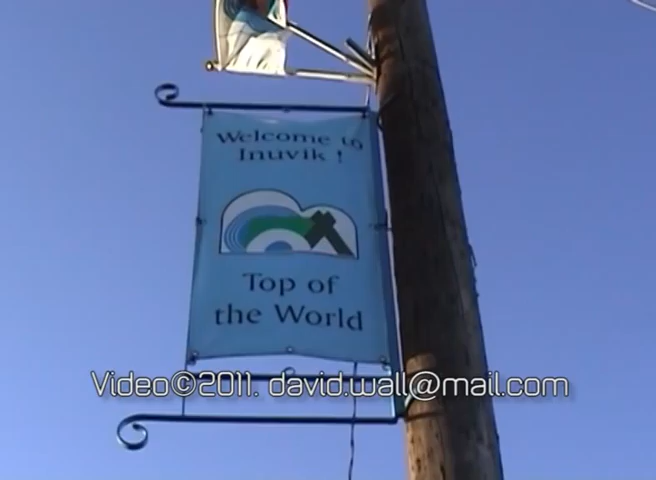 Welcome to
Inuvik !
Top of
the World
Video©2011. david.wall@mail.com